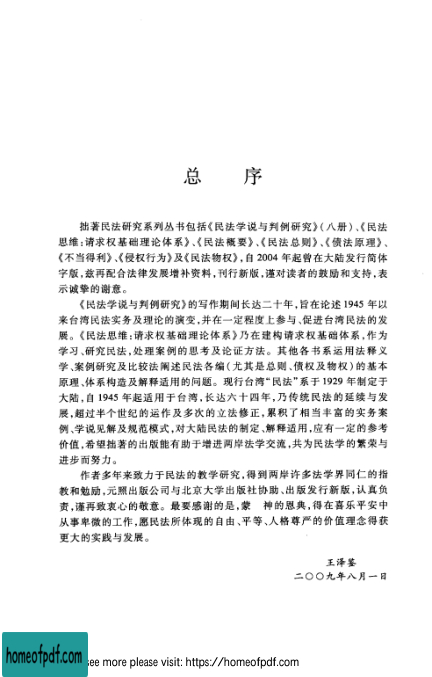 总 序
拙著民法研究系列丛书包括《民法学说与判例研究》(八册)、《民法
思维:请求权基础理论体系》、《民法概要》、《民法总则》、《债法原理》、
《不当得利》、《侵权行为》及《民法物权》,自 2004 年起曾在大陆发行简体
字版,兹再配合法律发展增补资料,刊行新版,谨对读者的鼓励和支持,表
示诚挚的谢意。
《民法学说与判例研究》的写作期间长达二十年,旨在论述 1945 年以
来台湾民法实务及理论的演变,并在一定程度上参与、促进台湾民法的发
展。《民法思维:请求权基础理论体系》乃在建构请求权基础体系,作为
学习、研究民法,处理案例的思考及论证方法。其他各书系运用法释义
学、案例研究及比较法阐述民法各编(尤其是总则、债权及物权)的基本
原理、体系构造及解释适用的问题。现行台湾“民法”系于 1929 年制定于
大陆,自 1945 年起适用于台湾,长达六十四年,乃传统民法的延续与发
展,超过半个世纪的运作及多次的立法修正,累积了相当丰富的实务案
例、学说见解及规范模式,对大陆民法的制定、解释适用,应有一定的参考
价值,希望拙著的出版能有助于增进两岸法学交流,共为民法学的繁荣与
进步而努力。
作者多年来致力于民法的教学研究,得到两岸许多法学界同仁的指
教和勉励,元照出版公司与北京大学出版社协助、出版发行新版,认真负
责,谨再致衷心的敬意。最要感谢的是,蒙 神的恩典,得在喜乐平安中
从事卑微的工作,愿民法所体现的自由、平等、人格尊严的价值理念得获
更大的实践与发展。
王泽鉴
二〇〇九年八月一日
homeofpdf.com
see more please visit: https://homeofpdf.com